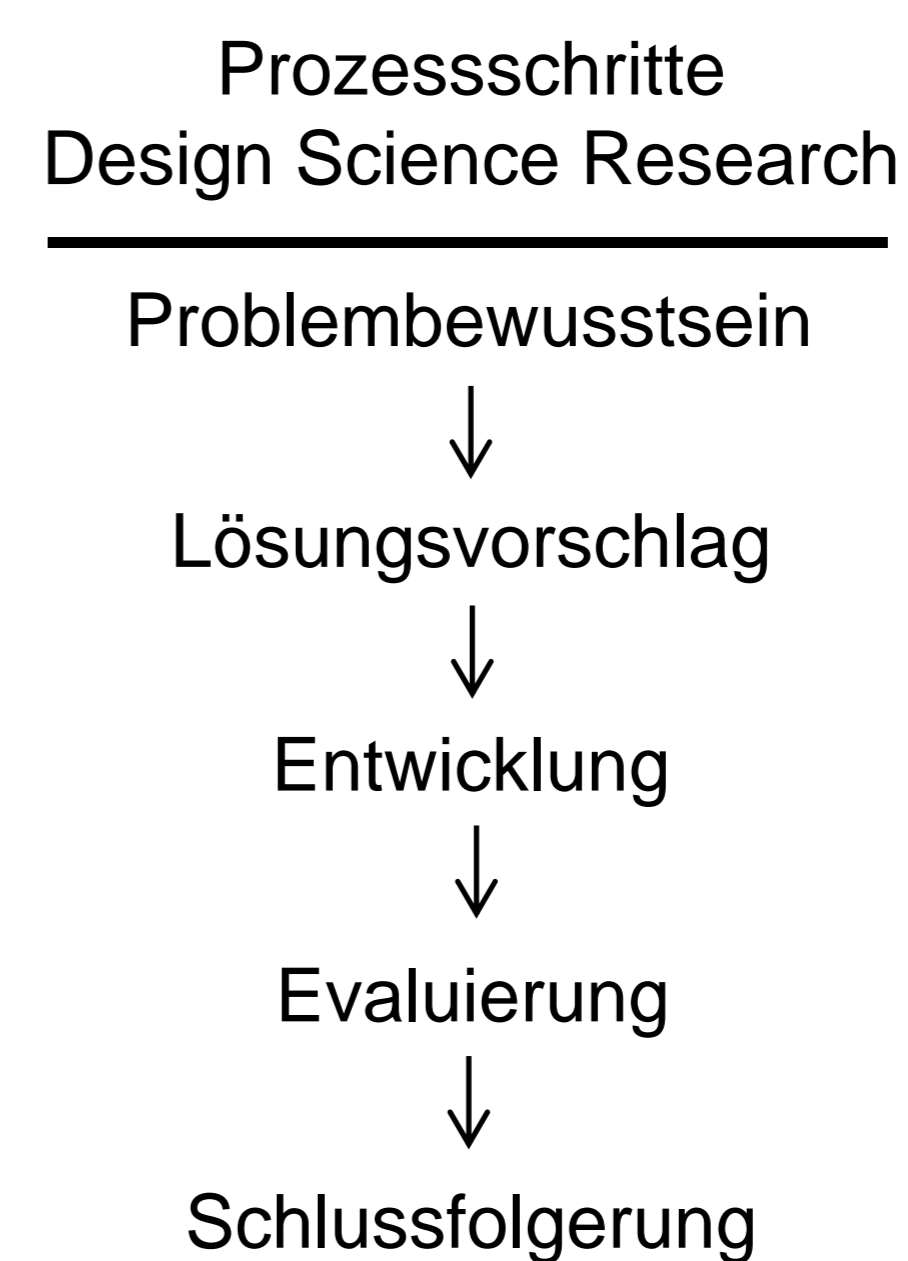 Prozessschritte
Design Science Research
Problembewusstsein
Lösungsvorschlag
Entwicklung
Evaluierung
Schlussfolgerung